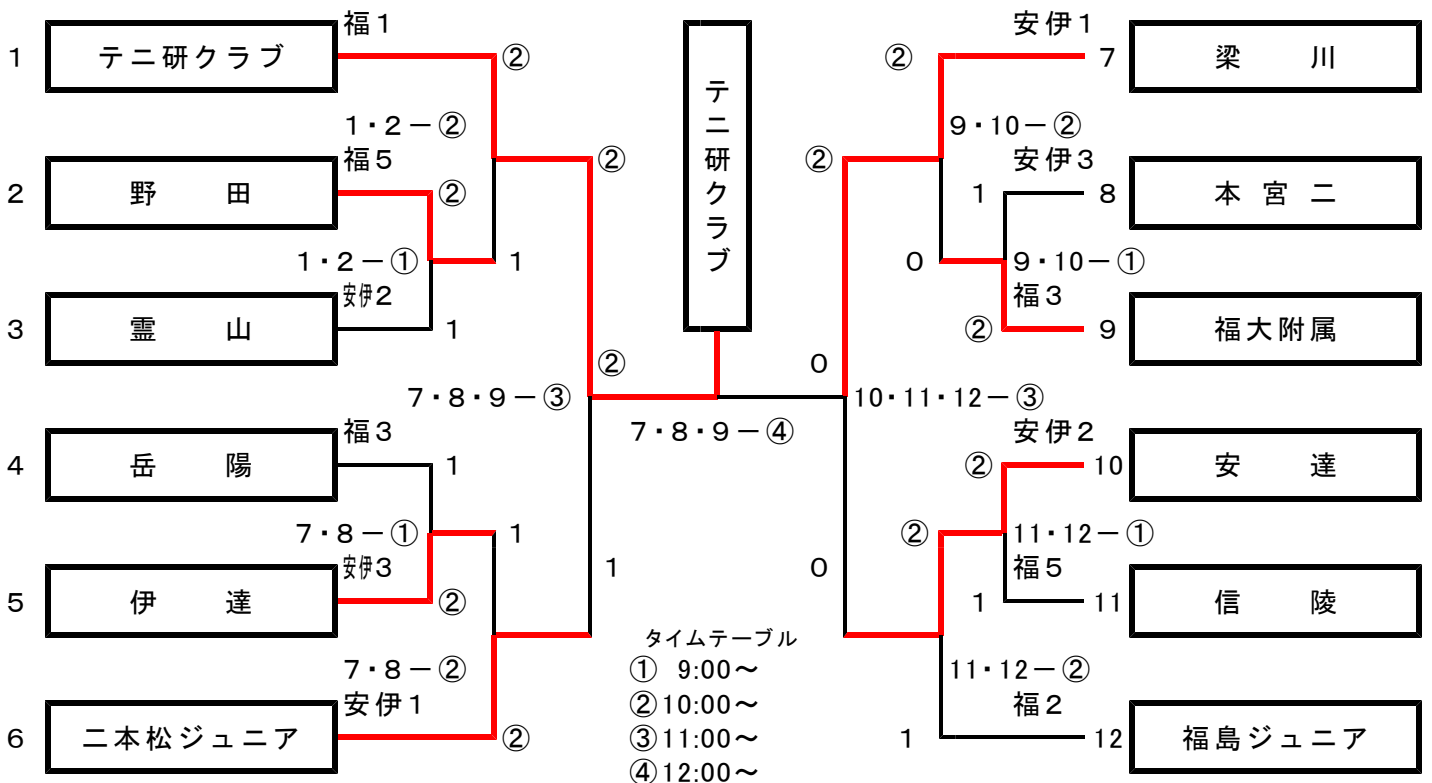 福1
安伊1
1 テニ研クラブ ② テニ研クラブ ② 7 梁 川
1・2－② 9・10－②
福5 安伊3
2 野 田 ② ② ② 1 8 本宮二
1・2－① 1 0 9・10－①
安伊2 福3
3 霊 山 1 ② 9 福大附属
② 0
7・8・9－③ 10・11・12－③
福3 7・8・9－④ 安伊2
4 岳 陽 1 ② 10 安 達
7・8－① 1 ② 11・12－①
安伊3 1 0 福5
5 伊 達 ② 1 11 信 陵
タイムテーブル
7・8－② ① 9:00～ 11・12－②
安伊1 ②10:00～ 福2
6 二本松ジュニア ② ③11:00～ 1 12 福島ジュニア
④12:00～